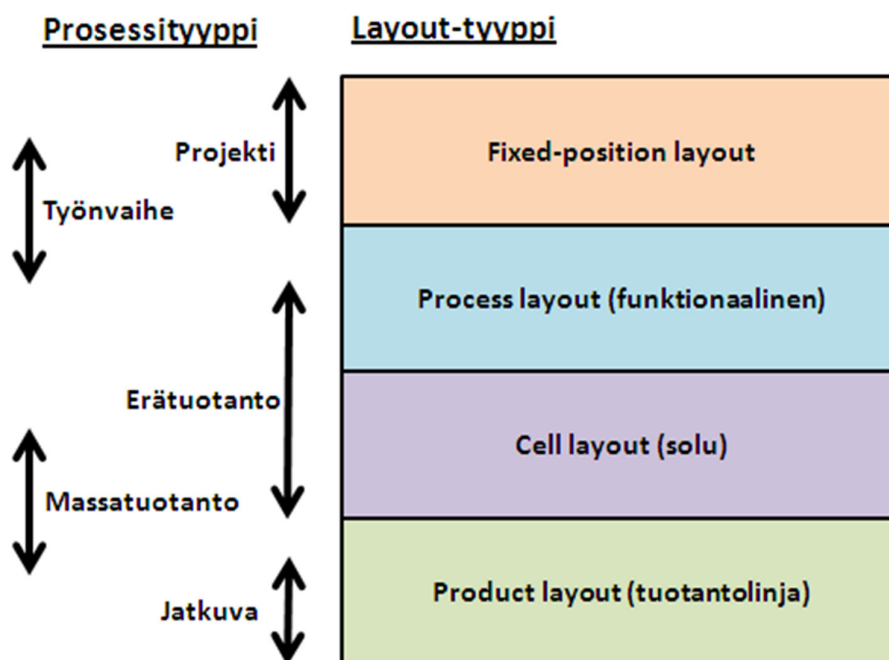 Prosessityyppi
Layout-tyyppi
Projekti
Fixed-position layout
Työnvaihe
Process layout (funktionaalinen)
Erätuotanto
Cell layout (solu)
Massatuotanto
Product layout (tuotantolinja)
Jatkuva